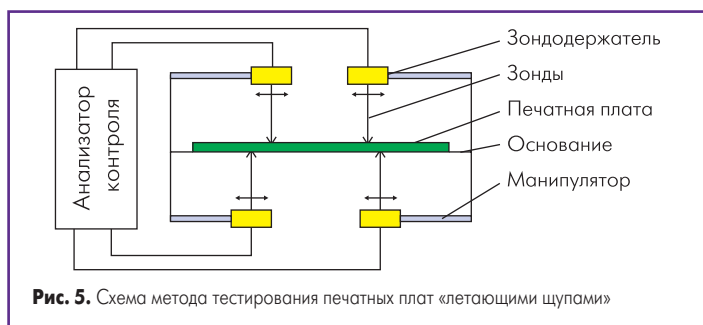 Анализатор
контроля
Зондодержатель
Зонды
Печатная плата
Основание
Манипулятор
Рис. 5. Схема метода тестирования печатных плат «летающими щупами»